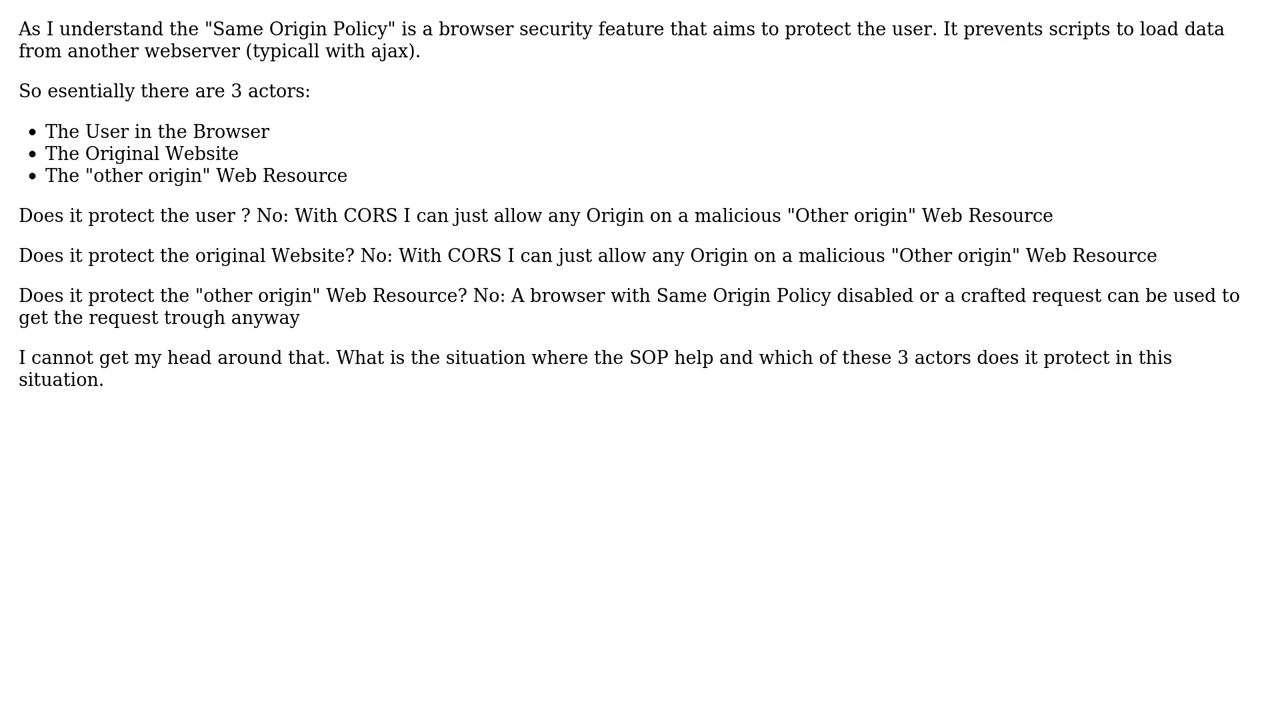 As I understand the "Same Origin Policy" is a browser security feature that aims to protect the user. It prevents scripts to load data
from another webserver (typicall with ajax).
So esentially there are 3 actors:
• The User in the Browser
• The Original Website
• The "other origin" Web Resource
Does it protect the user ? No: With CORS I can just allow any Origin on a malicious "Other origin" Web Resource
Does it protect the original Website? No: With CORS I can just allow any Origin on a malicious "Other origin" Web Resource
Does it protect the "other origin" Web Resource? No: A browser with Same Origin Policy disabled or a crafted request can be used to
get the request trough anyway
I cannot get my head around that. What is the situation where the SOP help and which of these 3 actors does it protect in this
situation.